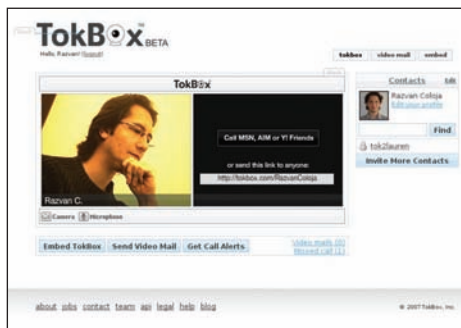 TokBox BETA
Hello, Razvan! (logout)
tokbox
video mail
embed
TokBox
Contacts
Edit
Razvan Coloja
Edit your profile
Find
tok2lauren
Invite More Contacts
Call MSN, AIM or Y! Friends
or send this link to anyone:
http://tokbox.com/RazvanColoja
Razvan C.
Camera
Microphone
Embed TokBox
Send Video Mail
Get Call Alerts
Video mails (0)
Missed call (1)
about jobs contact team api legal help blog
© 2007 TokBox, Inc.